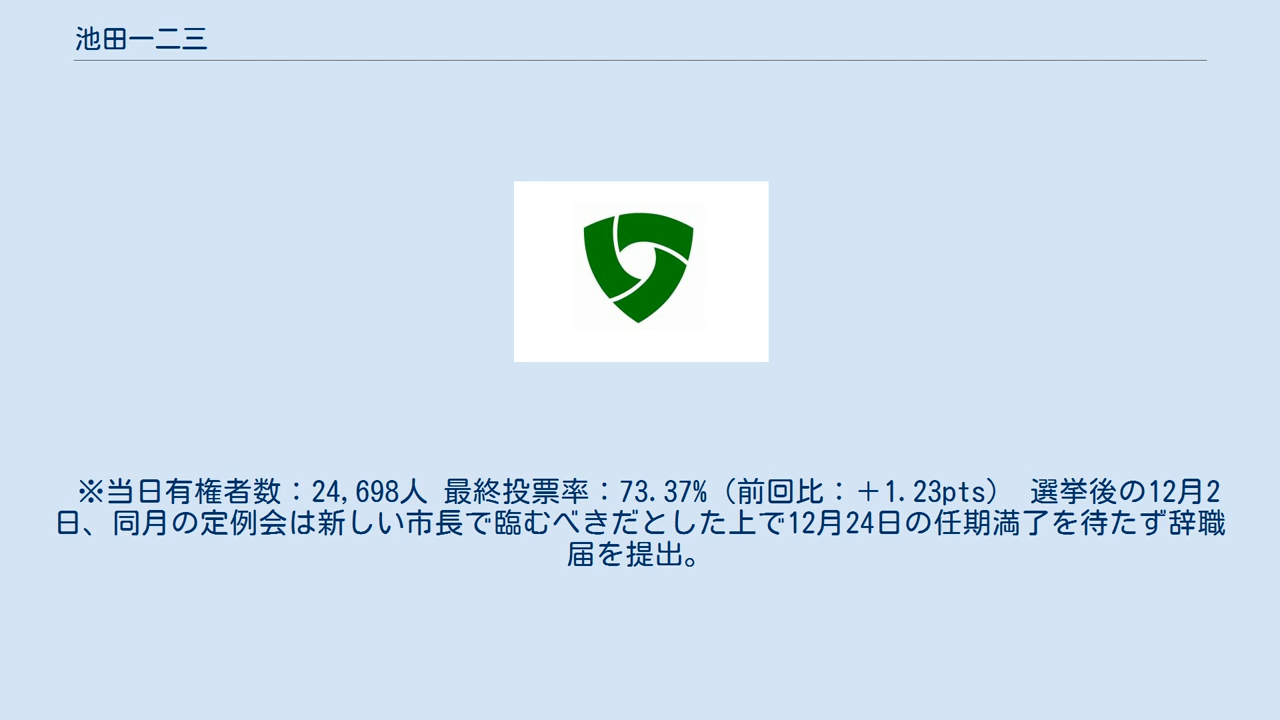 池田一二三
※当日有権者数：24,698人 最終投票率：73.37%（前回比：＋1.23pts） 選挙後の12月2
日、同月の定例会は新しい市長で臨むべきだとした上で12月24日の任期満了を待たず辞職
届を提出。